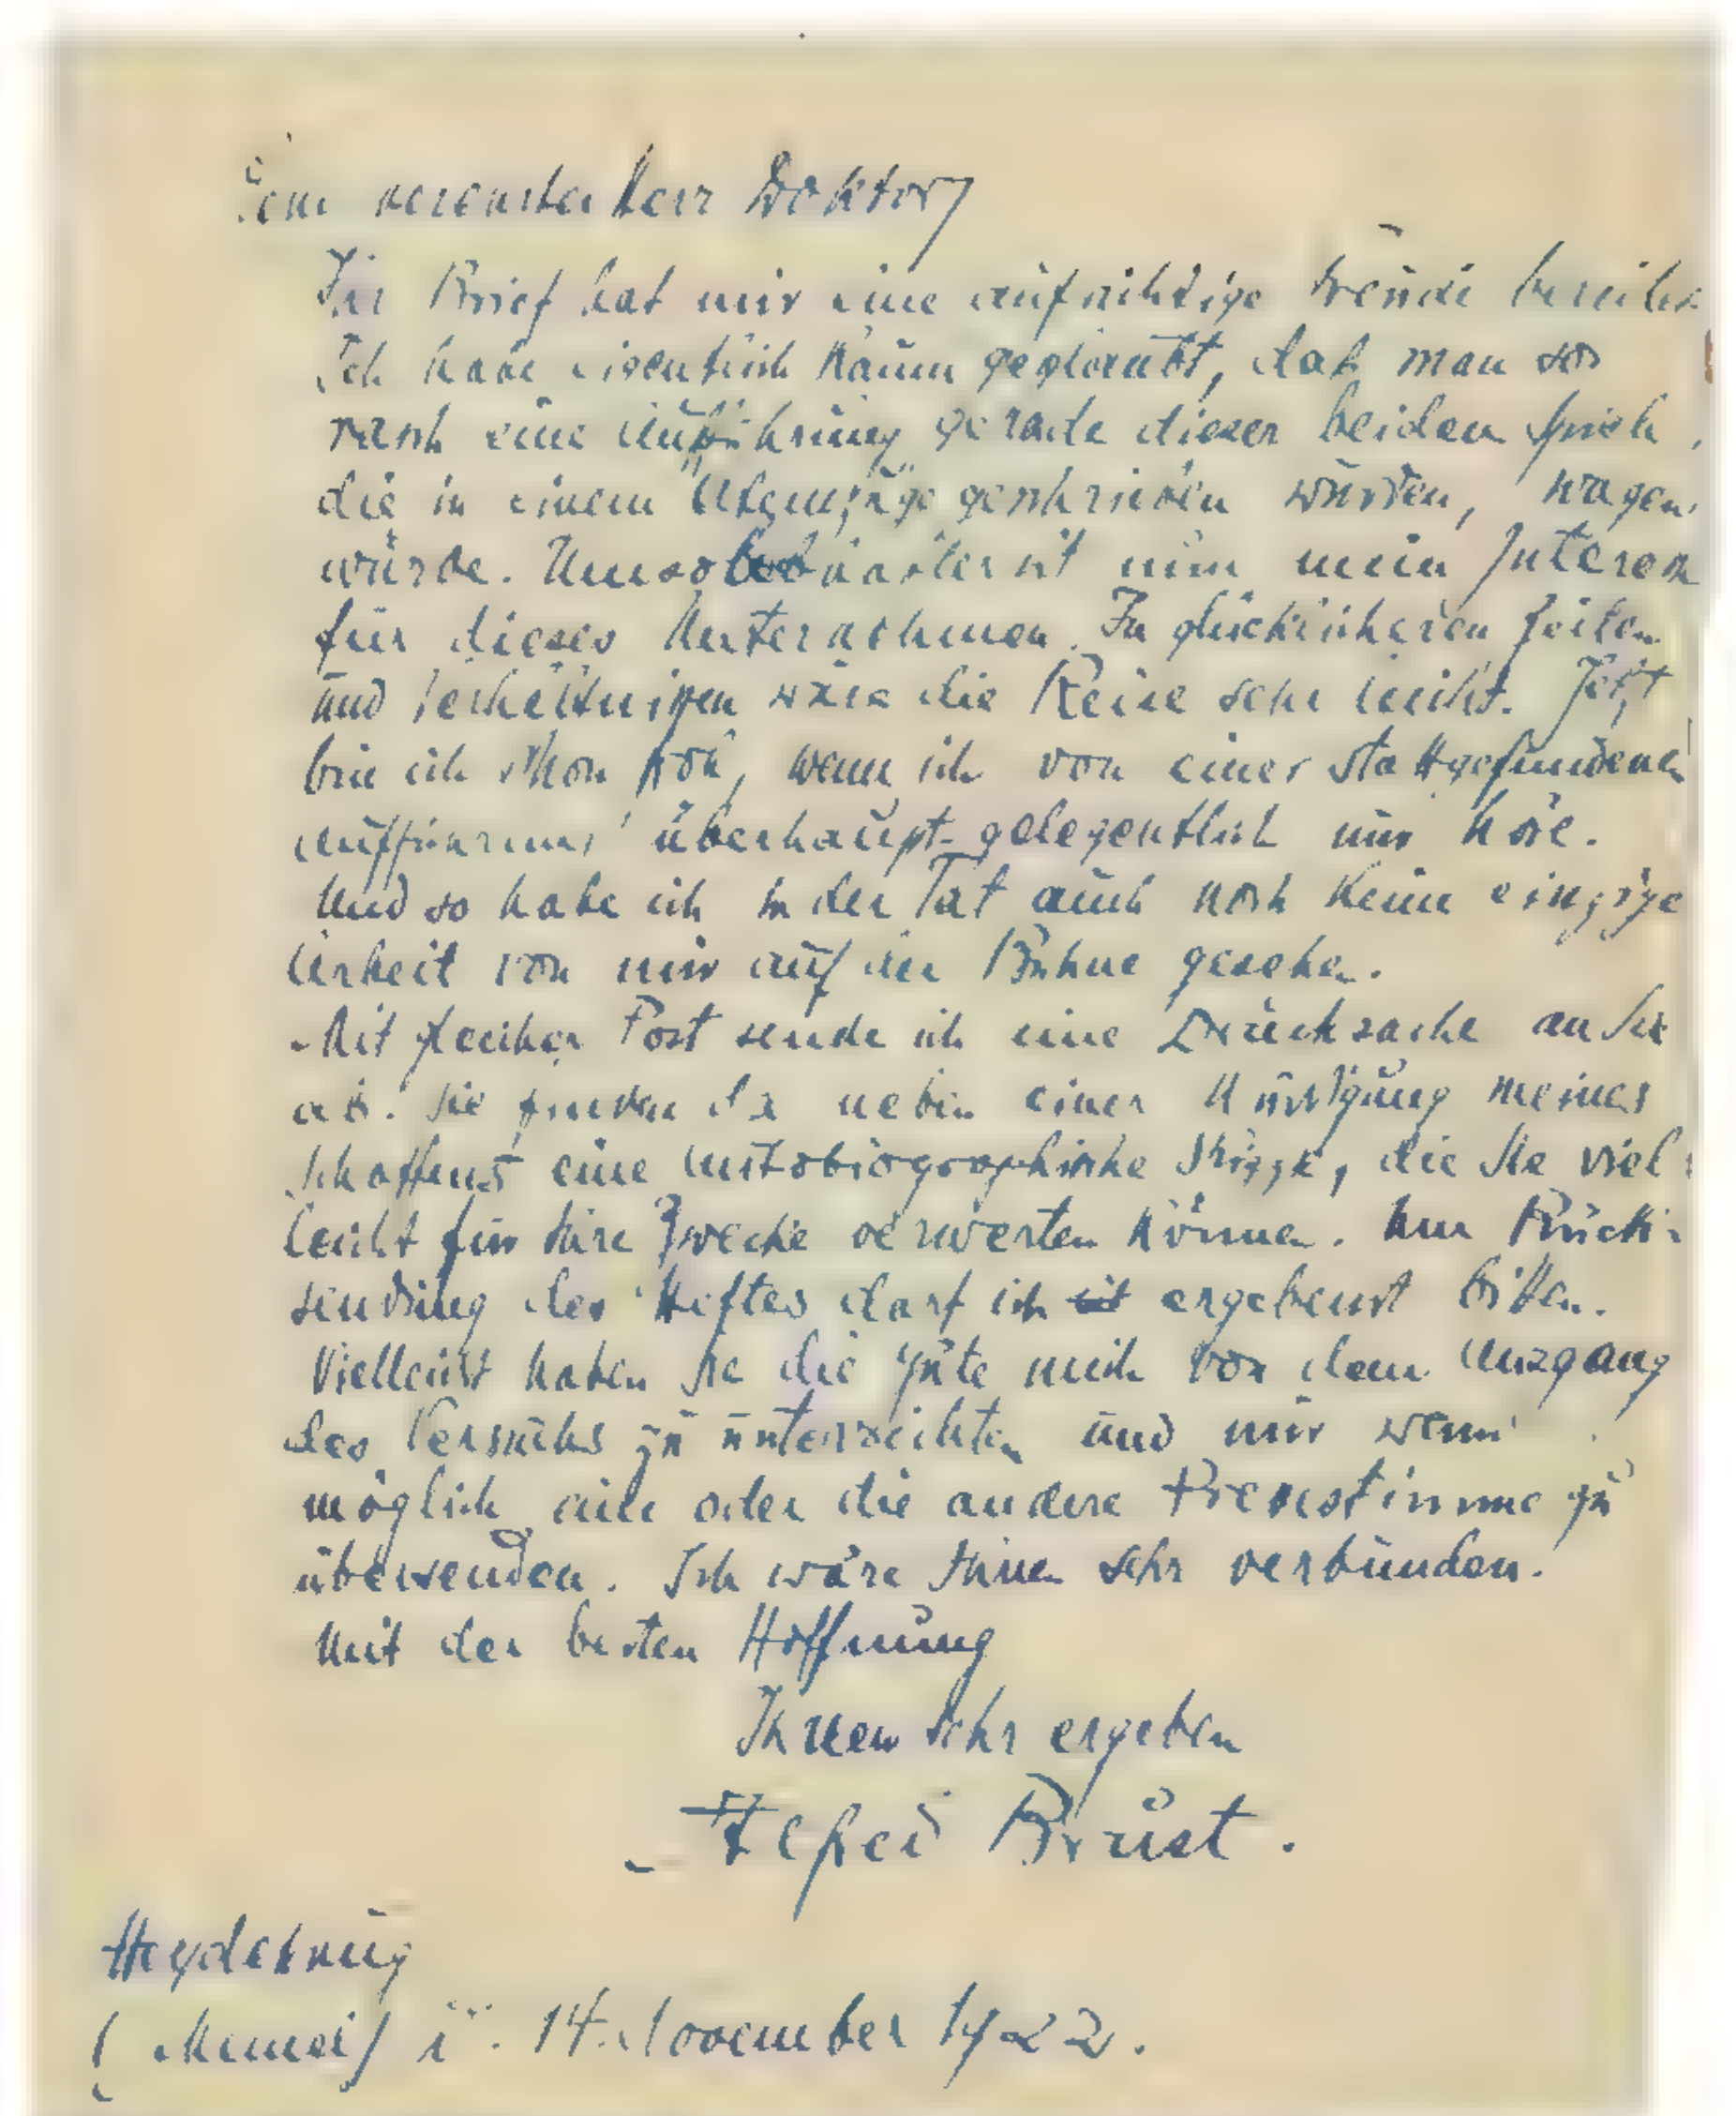 Sehr verehrter Herr Doktor,
Ihr Brief hat mir eine aufrichtige Freude bereitet.
Ich habe eigentlich kaum geglaubt, daß man so
rasch eine Aufführung gerade dieser beiden Spiele,
die in einem Atemzüge geschrieben wurden, wagen
würde. Umso ist nun mein Interesse
für dieses Unternehmen. In glücklicheren Zeiten
und Verhältnissen wäre die Reise sehr leicht. Jetzt
bin ich schon froh, wenn ich von einer stattgefundenen
Aufführung überhaupt gelegentlich nur höre.
Und so habe ich in der Tat auch noch keine einzige
Arbeit von mir auf der Bühne gesehen.
Mit gleicher Post sende ich eine Drucksache an Sie
ab. Sie finden da neben einer Würdigung meines
Schaffens eine autobiographische Skizze, die Sie viel-
leicht für Ihre Zwecke verwerten können. Um Rück-
sendung des Heftes darf ich ergebenst bitten.
Vielleicht haben Sie die Güte mich von dem Ausgang
des Versuchs zu unterrichten und mir wenn
möglich eine oder die andere Pressestimme zu
übersenden. Ich wäre Ihnen sehr verbunden.
Mit der besten Hoffnung
Ihnen sehr ergeben
Alfred Brust.
Heydekrug
(Memel) 14. November 1922.